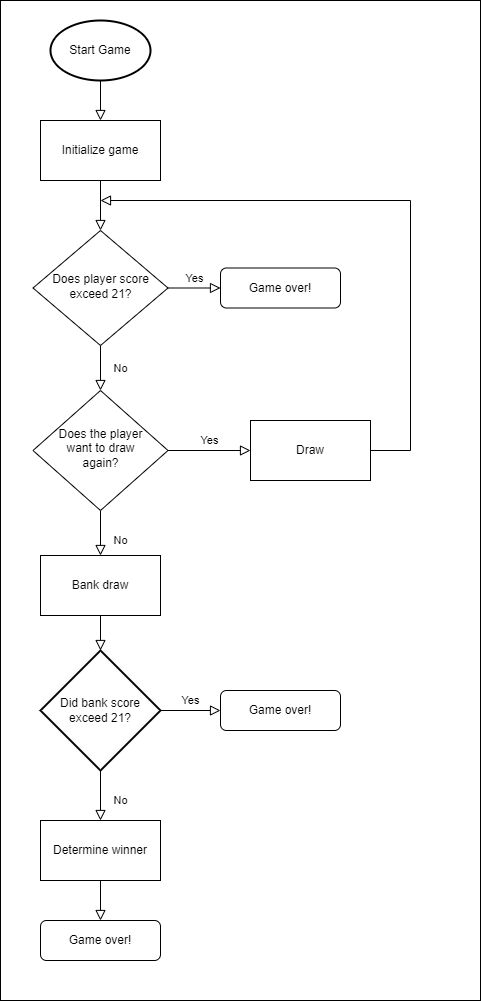 Start Game
Initialize game
Does player score
exceed 21?
Yes
Game over!
No
Does the player
want to draw
again?
Yes
Draw
No
Bank draw
Did bank score
exceed 21?
Yes
Game over!
No
Determine winner
Game over!